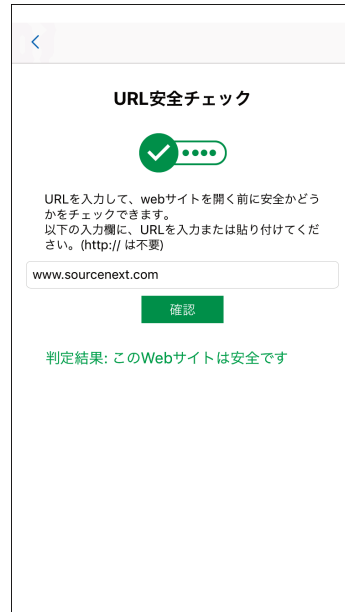 URL安全チェック
URLを入力して、webサイトを開く前に安全かどう
かをチェックできます。
以下の入力欄に、URLを入力または貼り付けてくだ
さい。(http:// は不要)
www.sourcenext.com
確認
判定結果: このWebサイトは安全です